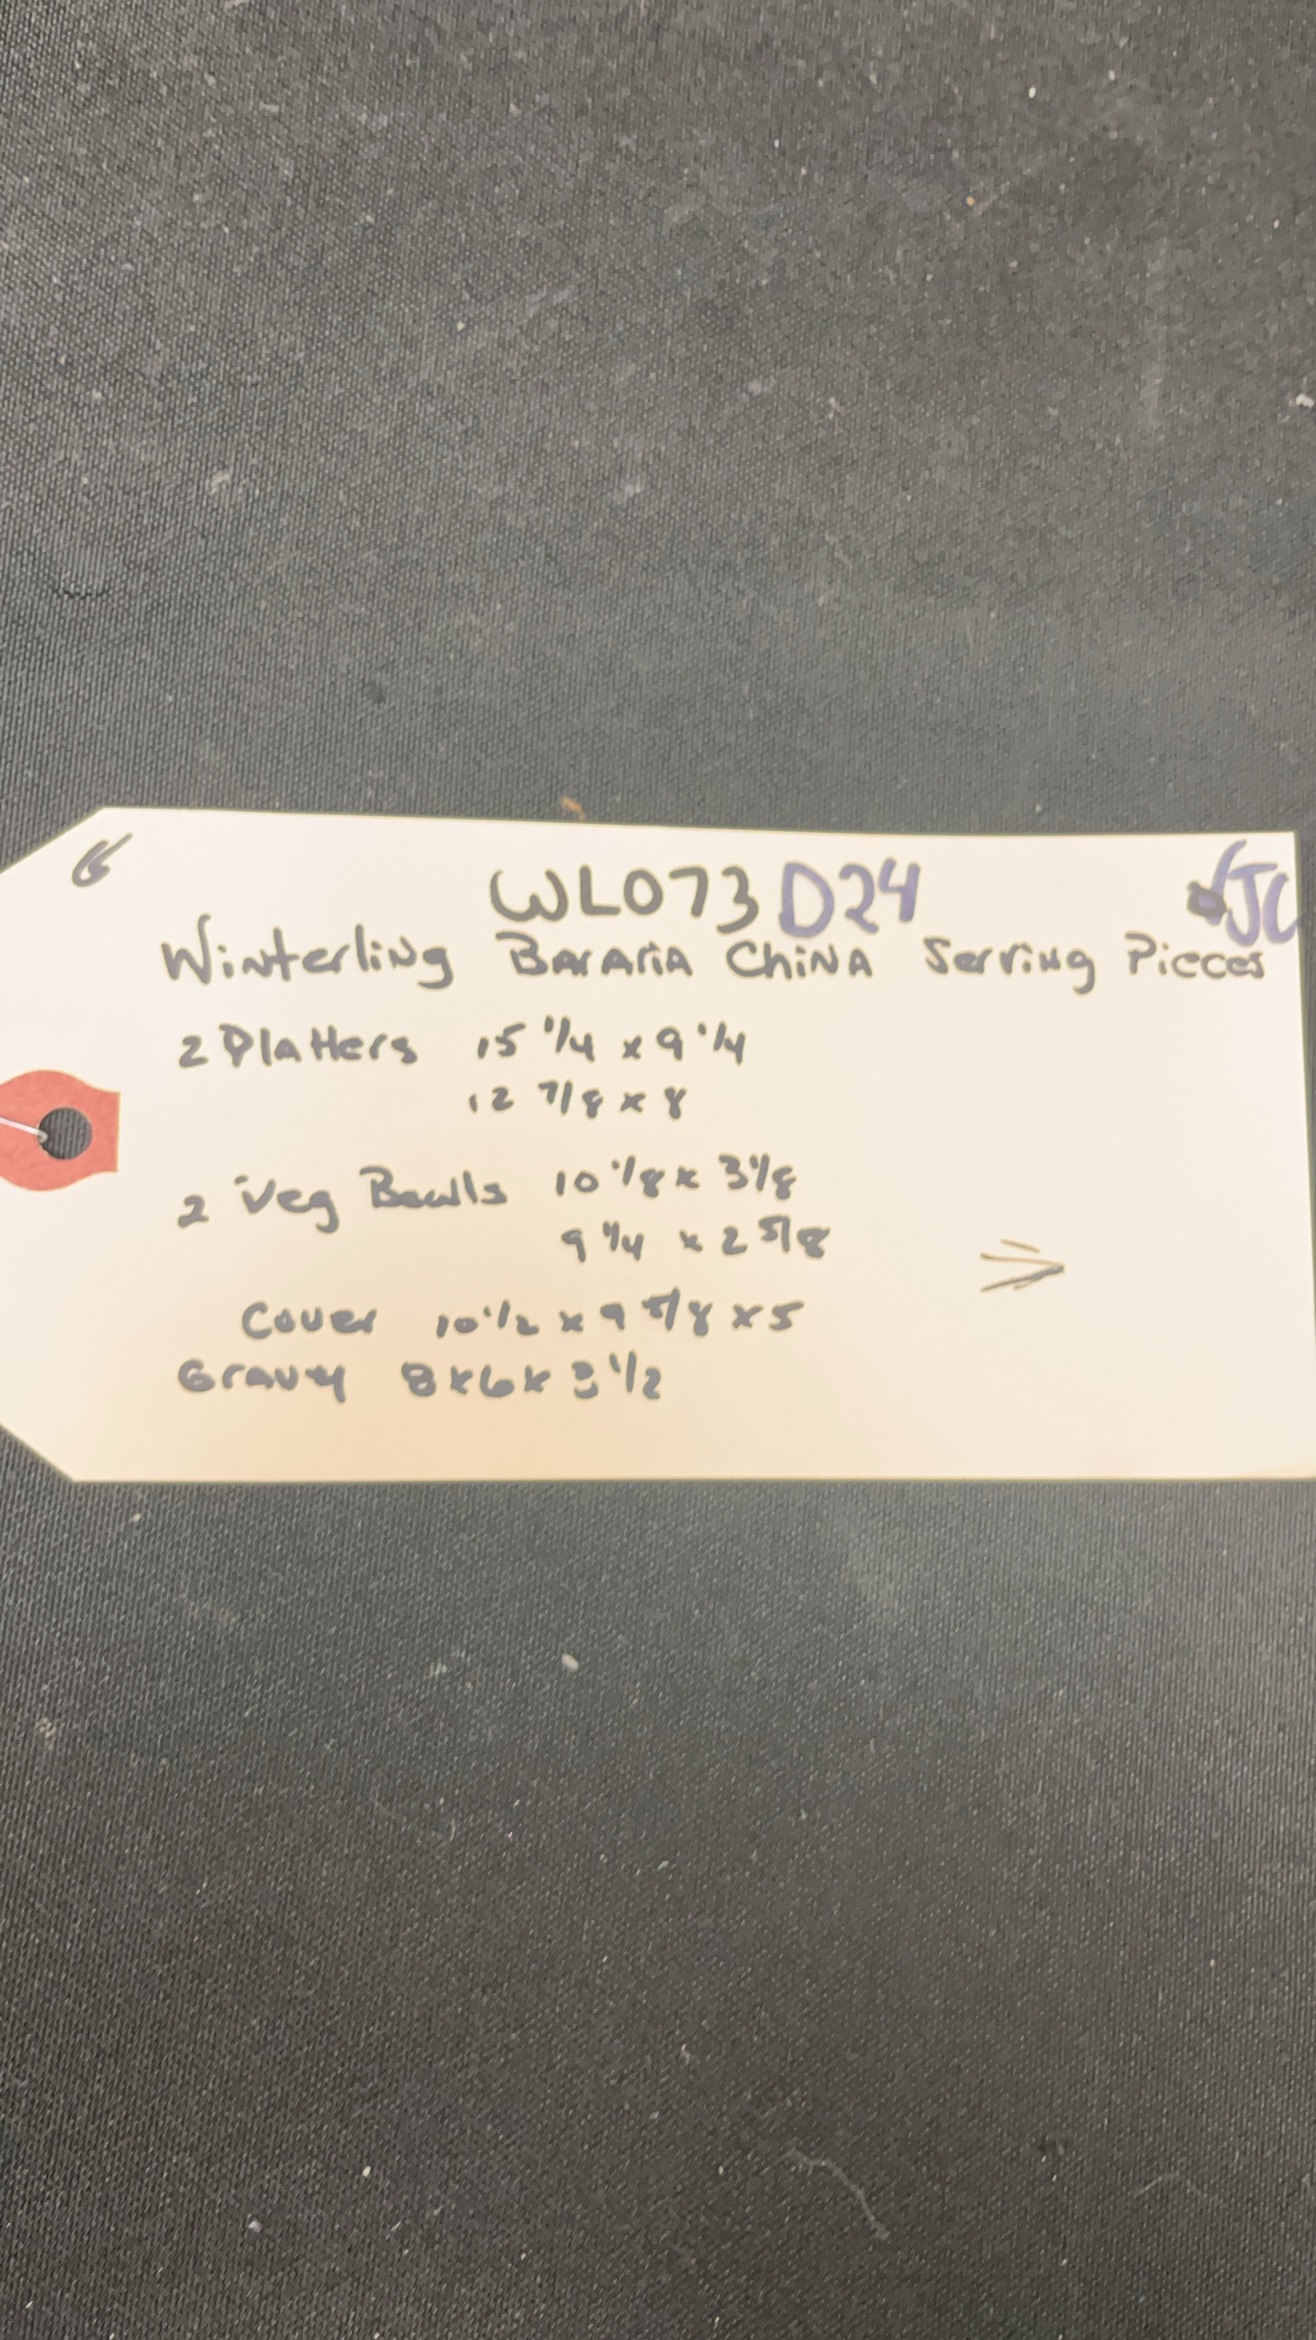 6
WL073 D24 JC
Winterling Bavaria China Serving Pieces
2 Platters 15 1/4 x 9 1/4
12 7/8 x 8
2 Veg Bowlls 10 1/8 x 3 1/8
9 1/4 x 2 5/8
Cover 10 1/2 x 9 5/8 x 5
Gravy 8 x 6 x 3 1/2